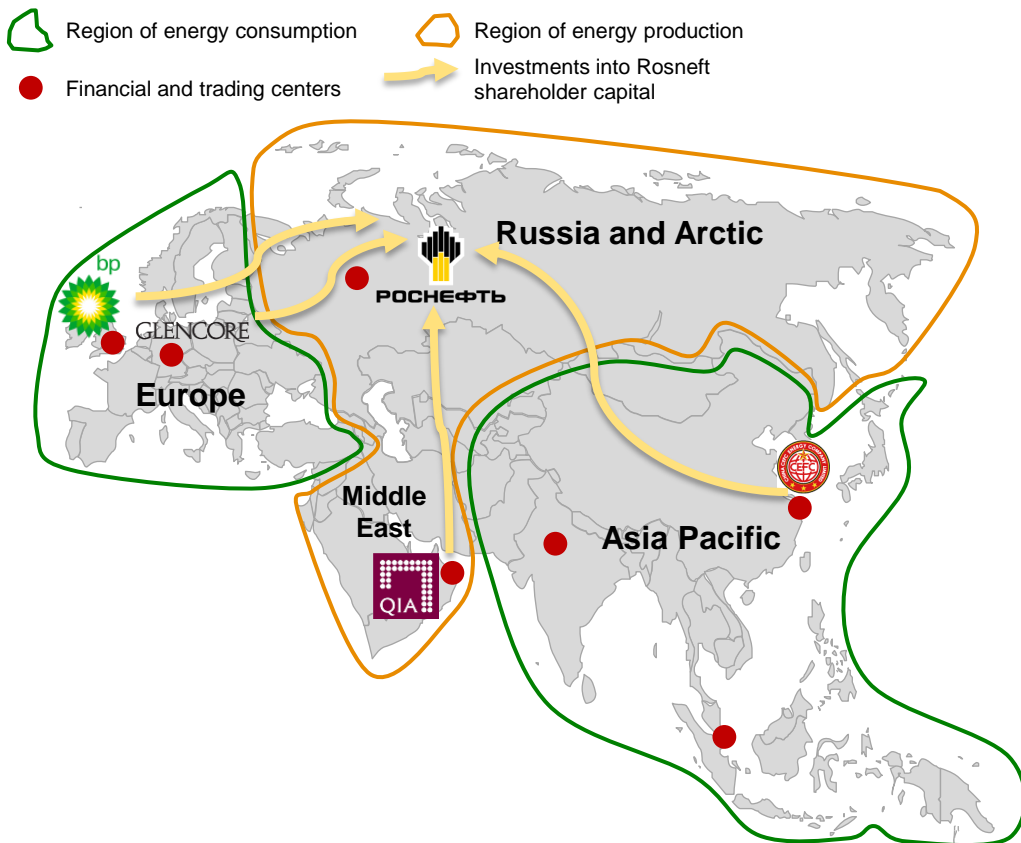 Region of energy consumption
Region of energy production
Financial and trading centers
Investments into Rosneft
shareholder capital
Russia and Arctic
bp
РОСНЕФТЬ
GLENCORE
Europe
CEFC
Middle
East
Asia Pacific
QIA